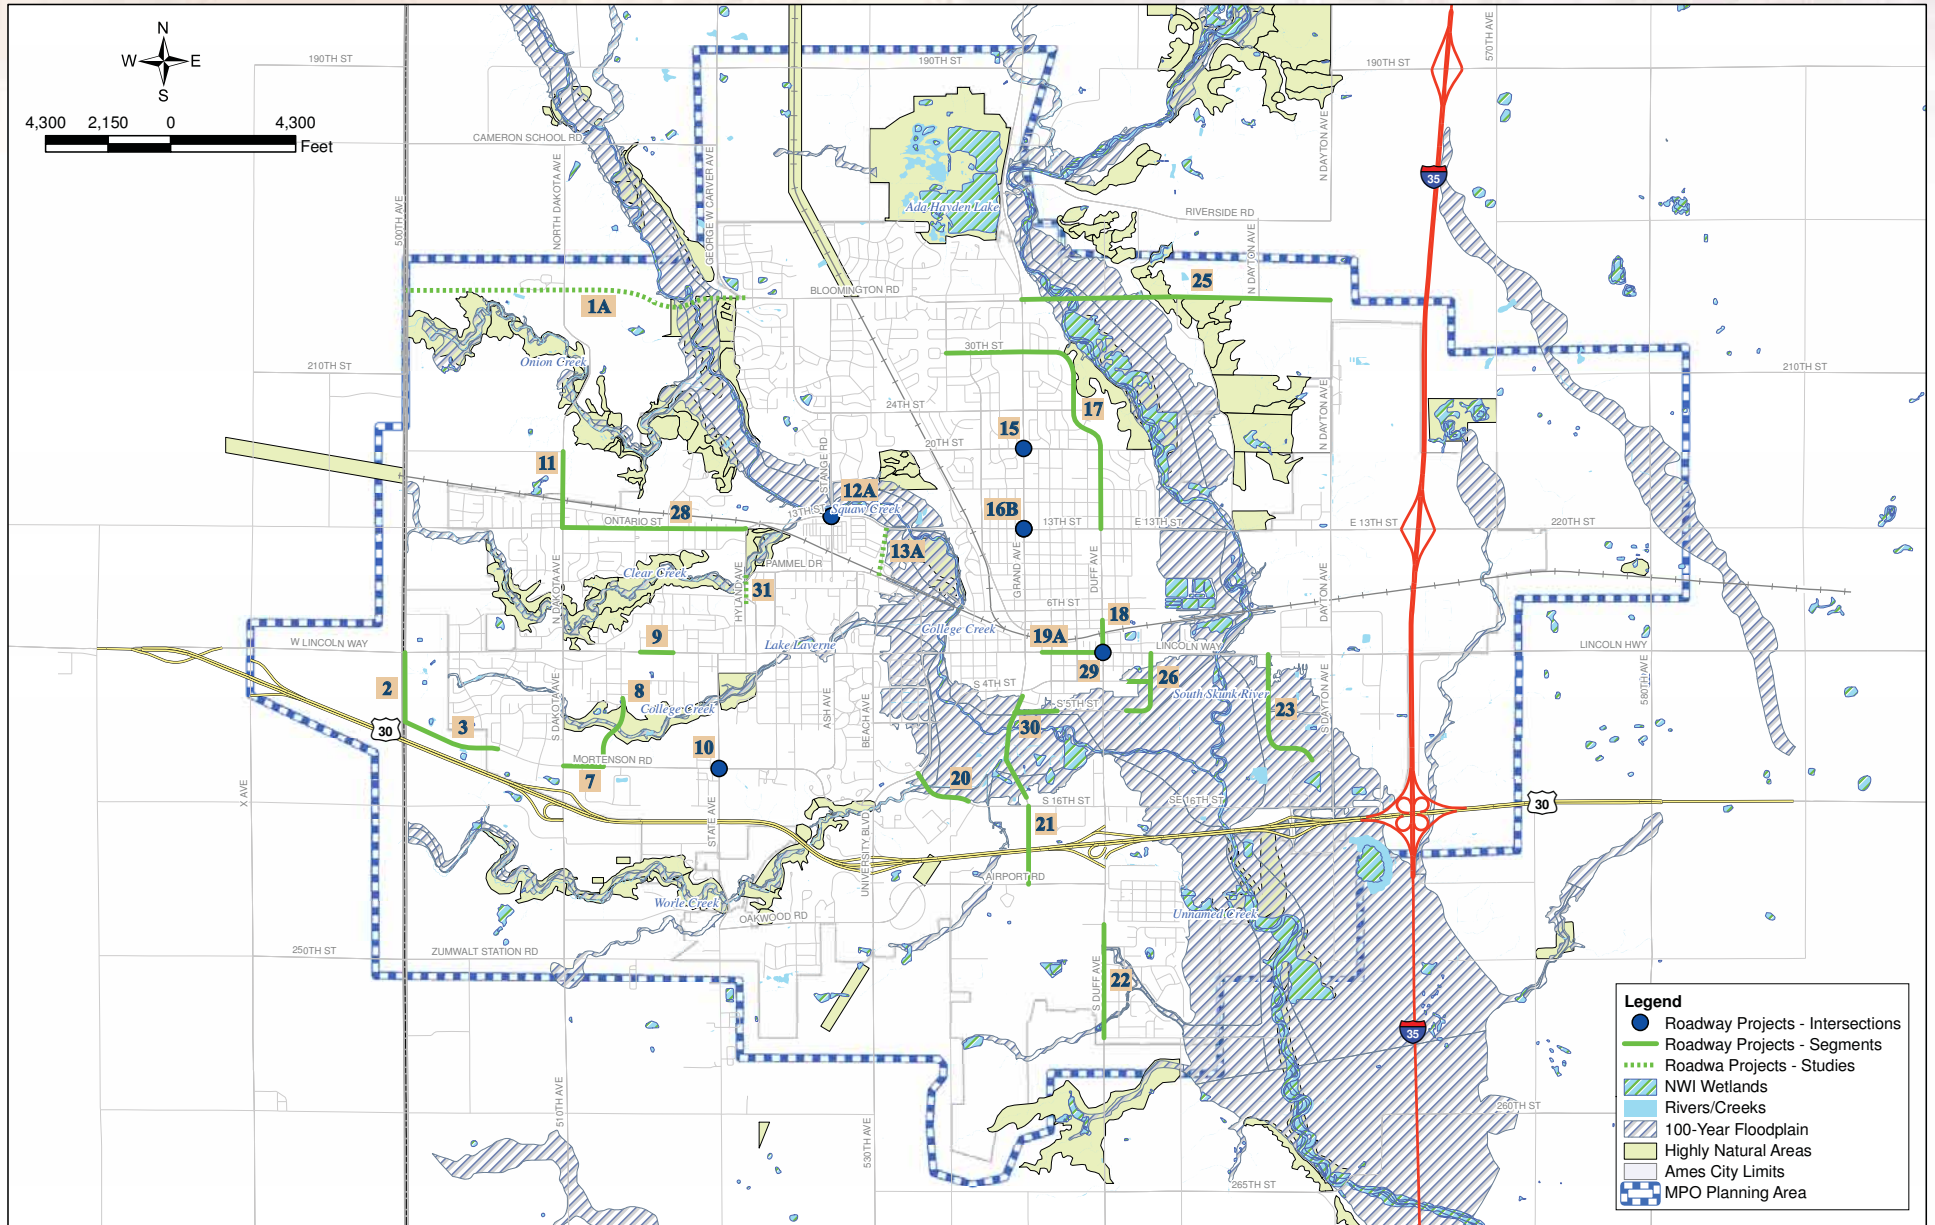 N
W E
S
4,300 2,150 0 4,300
Feet
190TH ST
190TH ST
190TH ST
570TH AVE
CAMERON SCHOOL RD
NORTH DAKOTA AVE
GEORGE W CARVER AVE
500TH AVE
N DAYTON AVE
35
Ada Hayden Lake
RIVERSIDE RD
N DAYTON AVE
1A
BLOOMINGTON RD
25
Onion Creek
30TH ST
210TH ST
210TH ST
24TH ST
17
N DAYTON AVE
15
20TH ST
STANGE RD
11
12A
Squaw Creek
13TH ST
28
ONTARIO ST
16B
13TH ST
E 13TH ST
E 13TH ST
220TH ST
13A
PAMMEL DR
Clear Creek
HYLAND AVE
31
N DAKOTA AVE
GRAND AVE
DUFF AVE
DAYTON AVE
6TH ST
18
College Creek
19A
W LINCOLN WAY
9
Lake Laverne
LINCOLN WAY
LINCOLN HWY
29
2
8
College Creek
S 4TH ST
26
South Skunk River
580TH AVE
S DAKOTA AVE
ASH AVE
BEACH AVE
S 5TH ST
23
S DAYTON AVE
30
3
30
10
MORTENSON RD
7
20
X AVE
S 16TH ST
SE 16TH ST
30
21
STATE AVE
UNIVERSITY BLVD
AIRPORT RD
Worle Creek
OAKWOOD RD
Unnamed Creek
250TH ST
ZUMWALT STATION RD
22
S DUFF AVE
35
510TH AVE
530TH AVE
260TH ST
265TH ST
Legend
Roadway Projects - Intersections
Roadway Projects - Segments
Roadwa Projects - Studies
NWI Wetlands
Rivers/Creeks
100-Year Floodplain
Highly Natural Areas
Ames City Limits
MPO Planning Area